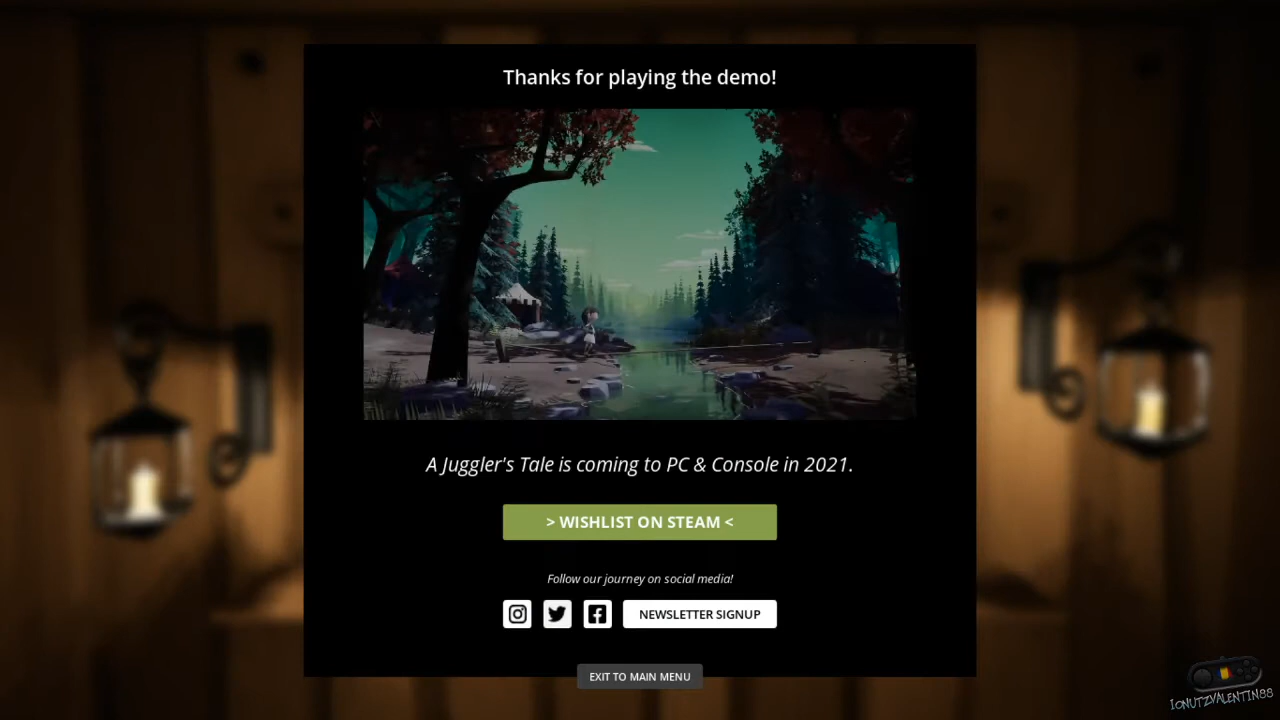 Thanks for playing the demo!
A Juggler's Tale is coming to PC & Console in 2021.
> WISHLIST ON STEAM <
Follow our journey on social media!
NEWSLETTER SIGNUP
EXIT TO MAIN MENU
IONUTZVALENTIN88